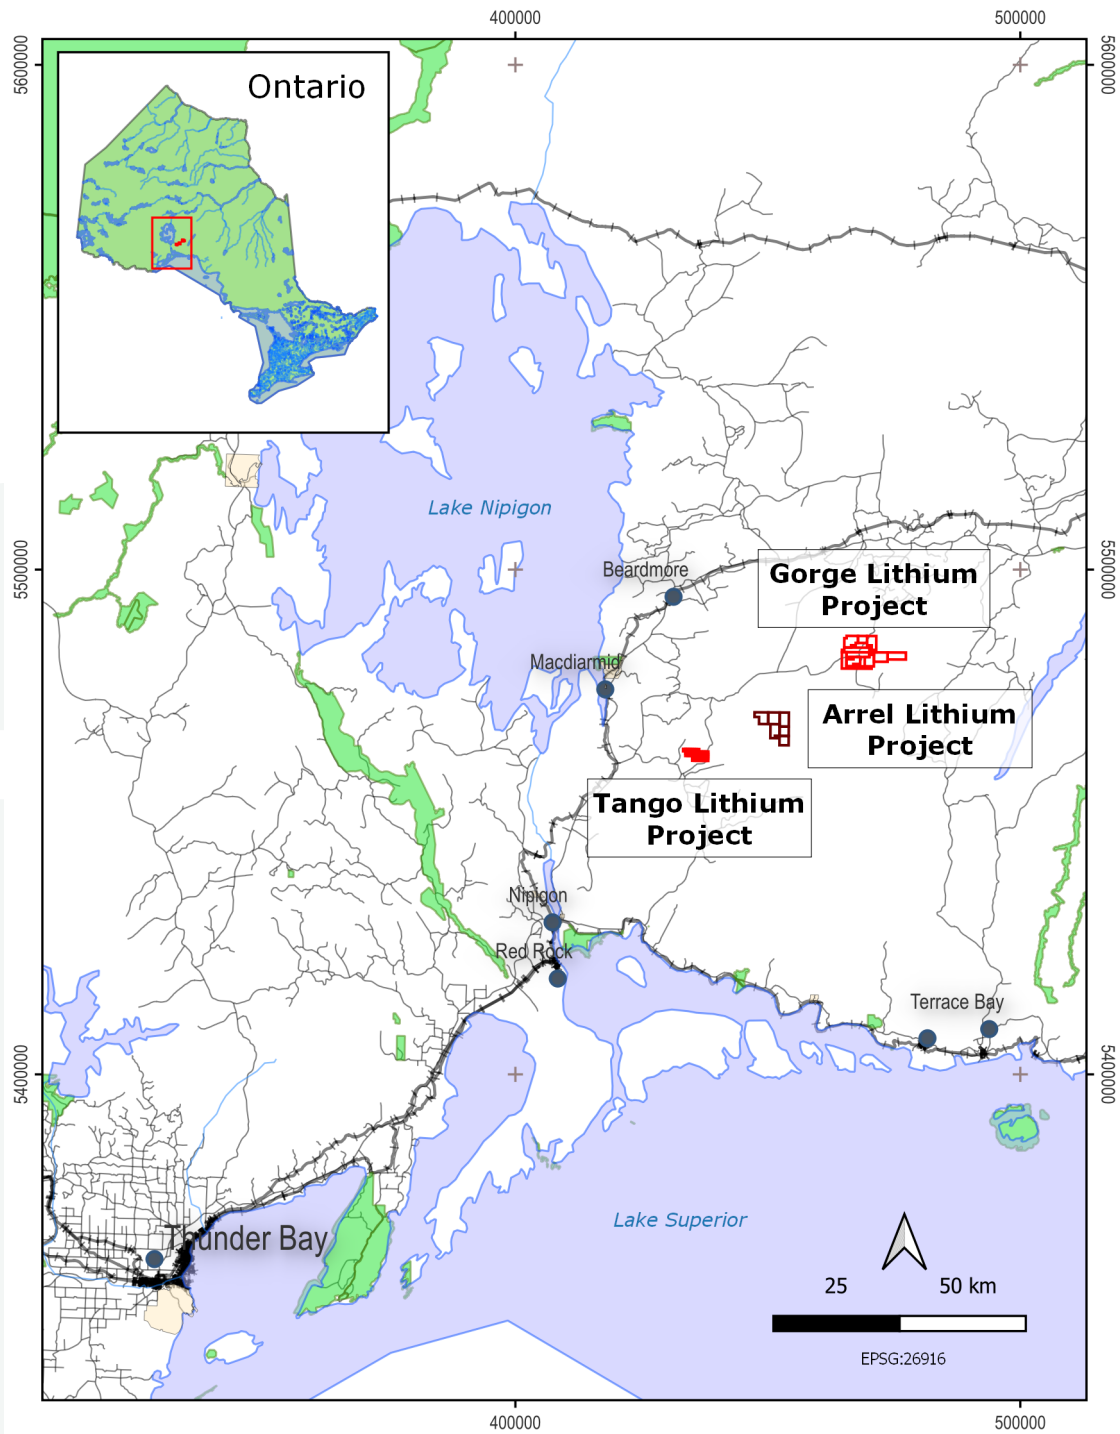 400000
500000
5600000
5600000
Ontario
Lake Nipigon
Beardmore
5500000
5500000
Gorge Lithium
Project
Macdiarmid
Arrel Lithium
Project
Tango Lithium
Project
Nipigon
Red Rock
Terrace Bay
5400000
5400000
Lake Superior
Thunder Bay
25
50 km
EPSG:26916
400000
500000